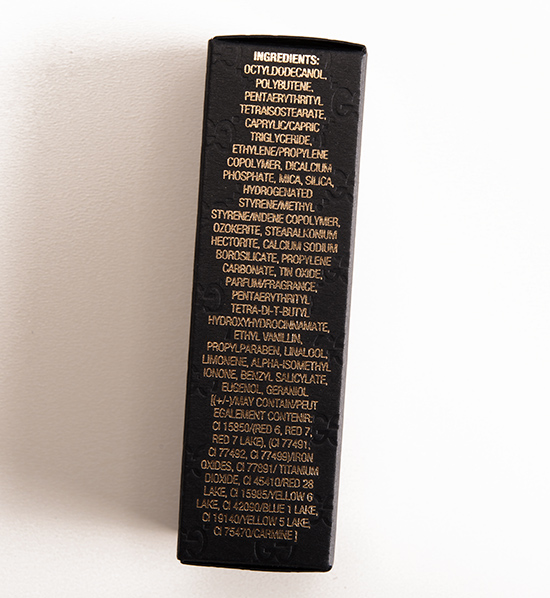 INGREDIENTS:
OCTYLDODECANOL,
POLYBUTENE,
PENTAERYTHRITYL
TETRAISOSTEARATE,
CAPRYLIC/CAPRIC
TRIGLYCERIDE,
ETHYLENE/PROPYLENE
COPOLYMER, DICALCIUM
PHOSPHATE, MICA, SILICA,
HYDROGENATED
STYRENE/METHYL
STYRENE/INDENE COPOLYMER,
OZOKERITE, STEARALKONIUM
HECTORITE, CALCIUM SODIUM
BOROSILICATE, PROPYLENE
CARBONATE, TIN OXIDE,
PARFUM/FRAGRANCE,
PENTAERYTHRITYL
TETRA-DI-T-BUTYL
HYDROXYHYDROCINNAMATE,
ETHYL VANILLIN,
PROPYLPARABEN, LINALOOL,
LIMONENE, ALPHA-ISOMETHYL
IONONE, BENZYL SALICYLATE,
EUGENOL, GERANIOL
[(+/-)/MAY CONTAIN/PEUT
EGALEMENT CONTENIR:
CI 15850/(RED 6, RED 7,
RED 7 LAKE), (CI 77491,
CI 77492, CI 77499)/IRON
OXIDES, CI 77891/ TITANIUM
DIOXIDE, CI 45410/RED 28
LAKE, CI 15985/YELLOW 6
LAKE, CI 42090/BLUE 1 LAKE,
CI 19140/YELLOW 5 LAKE,
CI 75470/CARMINE ]